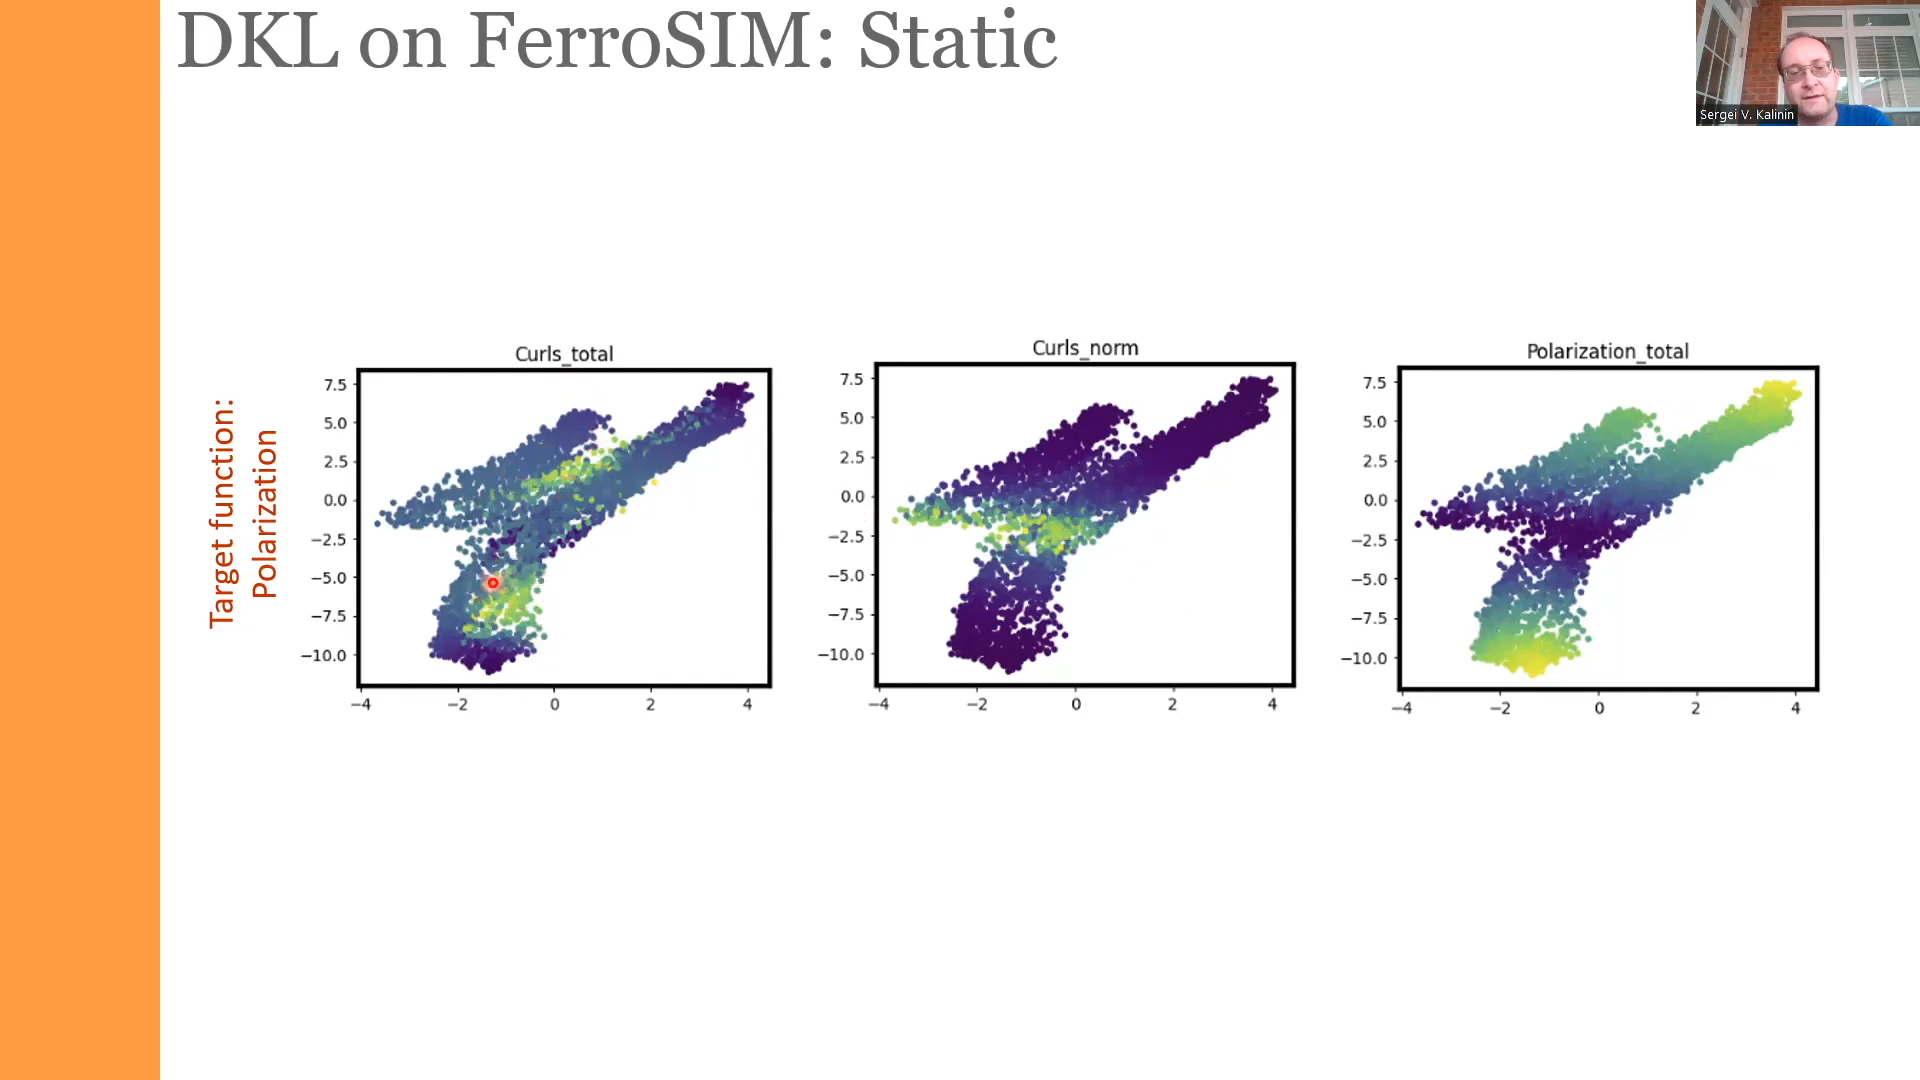 DKL on FerroSIM: Static
Sergei V. Kalinin
Target function:
Polarization
Curls_total
7.5
5.0
2.5
0.0
−2.5
−5.0
−7.5
−10.0
−4 −2 0 2 4
Curls_norm
7.5
5.0
2.5
0.0
−2.5
−5.0
−7.5
−10.0
−4 −2 0 2 4
Polarization_total
7.5
5.0
2.5
0.0
−2.5
−5.0
−7.5
−10.0
−4 −2 0 2 4